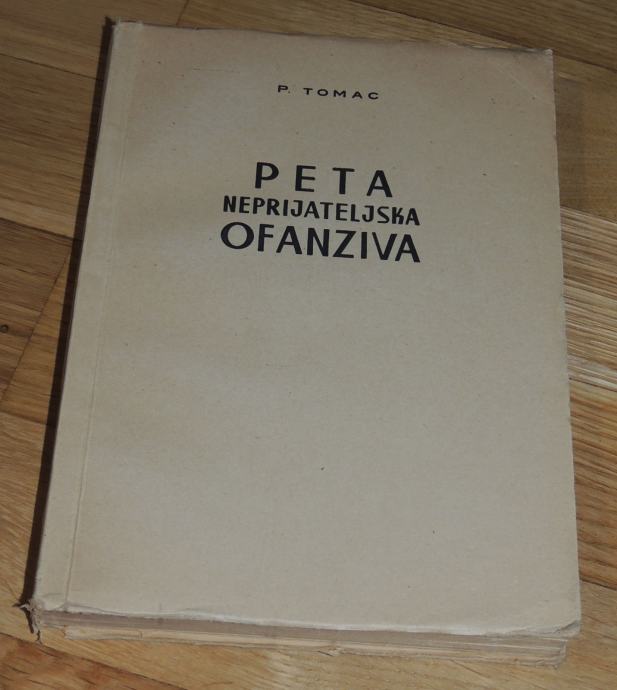 P. TOMAC
PETA
NEPRIJATELJSKA
OFANZIVA